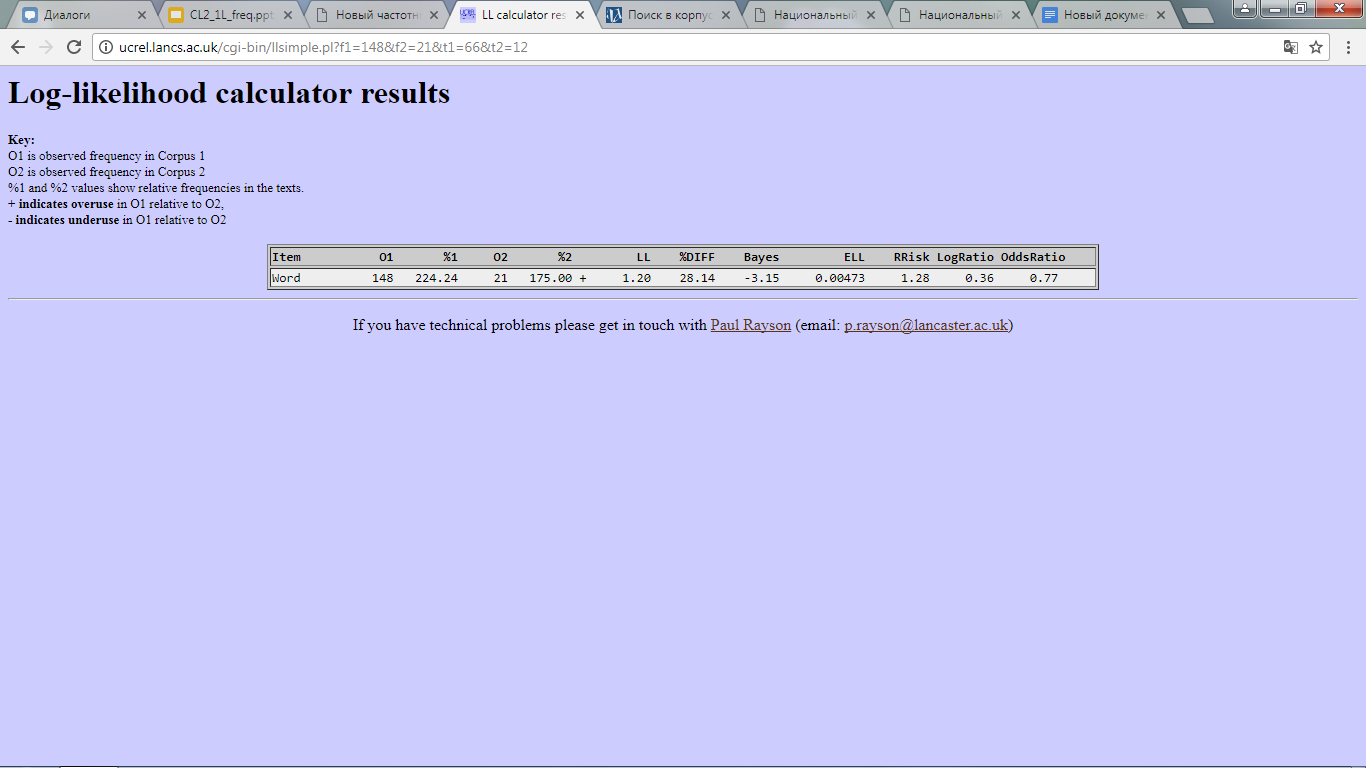 Диалоги
CL2_1L_freq.ppt
Новый частотн
LL calculator res
Поиск в корпус
Национальный
Национальный
Новый докумен
ucrel.lancs.ac.uk/cgi-bin/llsimple.pl?f1=148&f2=21&t1=66&t2=12
Log-likelihood calculator results
Key:
O1 is observed frequency in Corpus 1
O2 is observed frequency in Corpus 2
%1 and %2 values show relative frequencies in the texts.
+ indicates overuse in O1 relative to O2,
- indicates underuse in O1 relative to O2
Item O1 %1 O2 %2 LL %DIFF Bayes ELL RRisk LogRatio OddsRatio
Word 148 224.24 21 175.00 + 1.20 28.14 -3.15 0.00473 1.28 0.36 0.77
If you have technical problems please get in touch with Paul Rayson (email: p.rayson@lancaster.ac.uk)